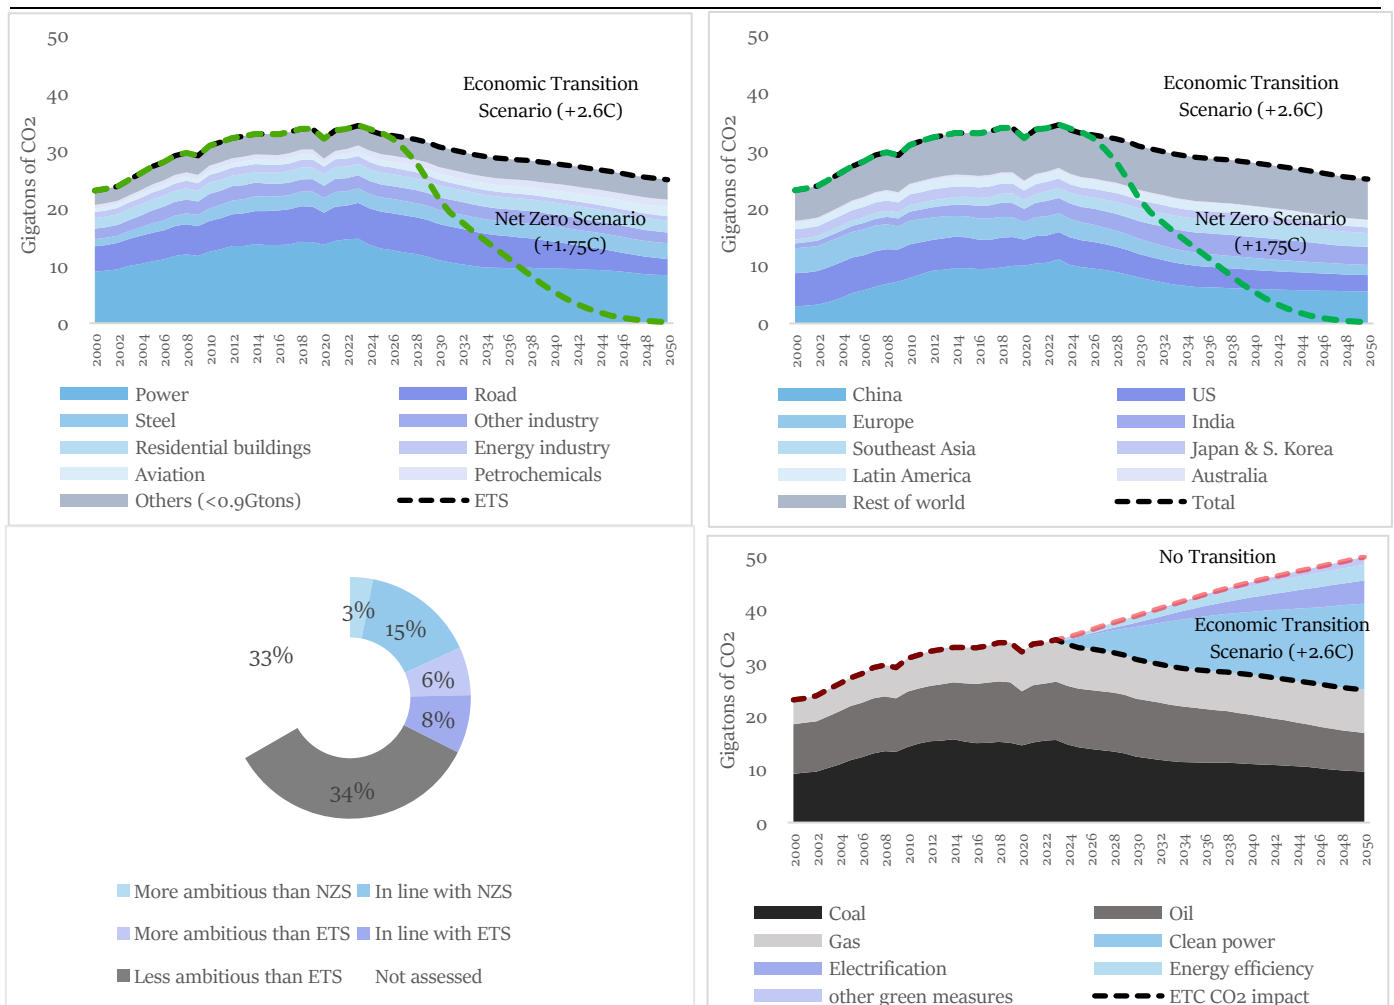 50
40
30
20
10
0
Gigatons of CO2
Economic Transition
Scenario (+2.6C)
Net Zero Scenario
(+1.75C)
2000 2002 2004 2006 2008 2010 2012 2014 2016 2018 2020 2022 2024 2026 2028 2030 2032 2034 2036 2038 2040 2042 2044 2046 2048 2050
Power Road
Steel Other industry
Residential buildings Energy industry
Aviation Petrochemicals
Others (<0.9Gtons) ETS
50
40
30
20
10
0
Gigatons of CO2
Economic Transition
Scenario (+2.6C)
Net Zero Scenario
(+1.75C)
2000 2002 2004 2006 2008 2010 2012 2014 2016 2018 2020 2022 2024 2026 2028 2030 2032 2034 2036 2038 2040 2042 2044 2046 2048 2050
China US
Europe India
Southeast Asia Japan & S. Korea
Latin America Australia
Rest of world Total
3%
15%
33%
6%
8%
34%
More ambitious than NZS In line with NZS
More ambitious than ETS In line with ETS
Less ambitious than ETS Not assessed
50
40
30
20
10
0
Gigatons of CO2
No Transition
Economic Transition
Scenario (+2.6C)
2000 2002 2004 2006 2008 2010 2012 2014 2016 2018 2020 2022 2024 2026 2028 2030 2032 2034 2036 2038 2040 2042 2044 2046 2048 2050
Coal Oil
Gas Clean power
Electrification Energy efficiency
other green measures ETC CO2 impact